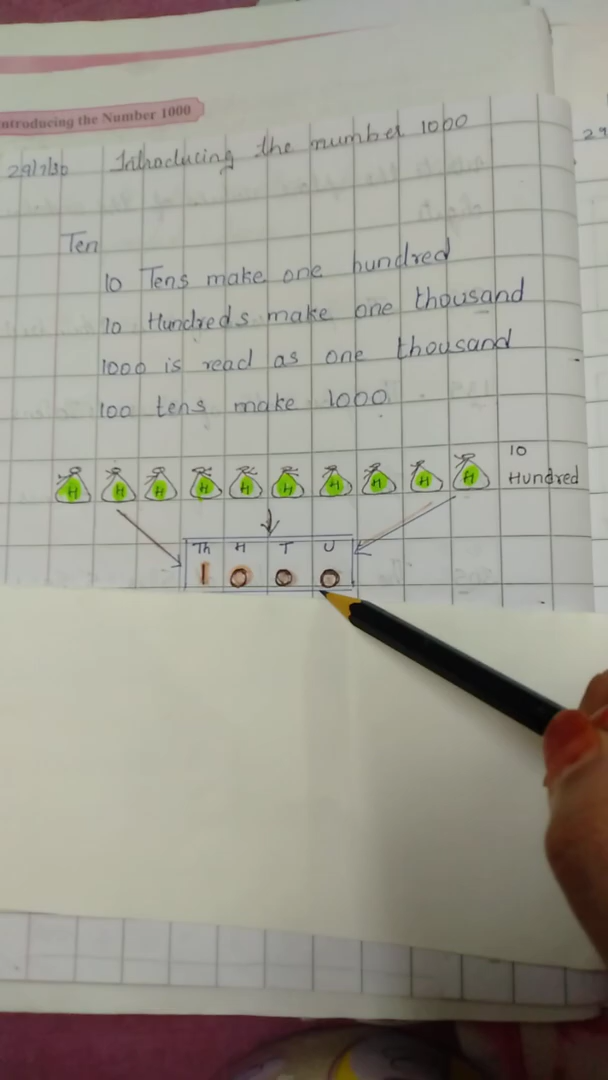 ntroducing the Number 1000
29/7/30 Introducing the number 1000
29
Ten
10 Tens make one hundred
10 Hundreds make one thousand
1000 is read as one thousand
100 tens make 1000.
H H H H H H H H H H 10 Hundred
Th H T U
1 0 0 0